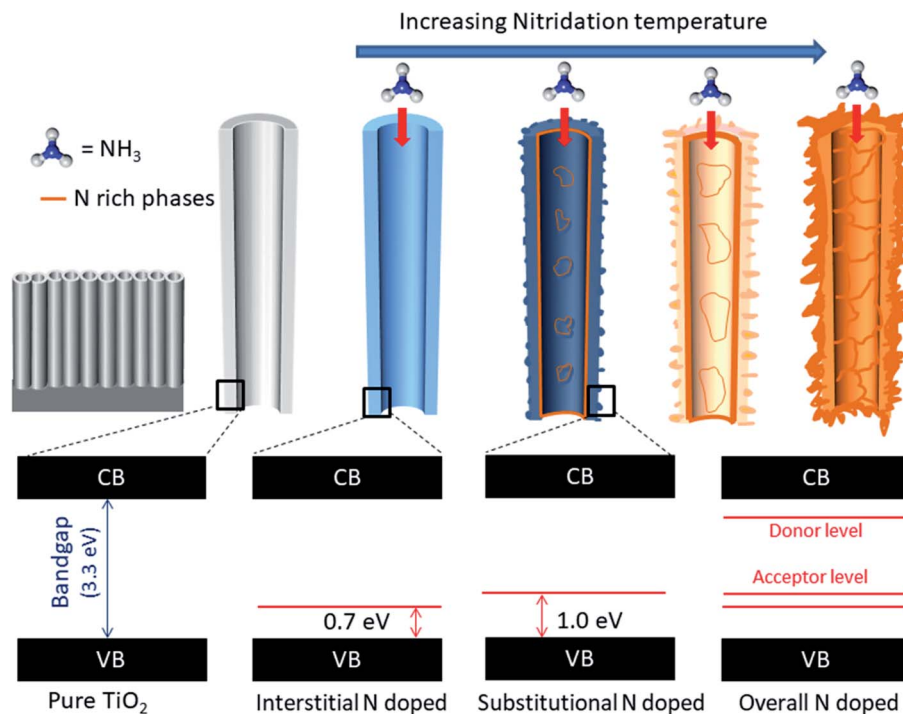 Increasing Nitridation temperature
= NH₃
N rich phases
CB
CB
CB
CB
Bandgap
(3.3 eV)
Donor level
Acceptor level
0.7 eV
1.0 eV
VB
VB
VB
VB
Pure TiO₂
Interstitial N doped
Substitutional N doped
Overall N doped